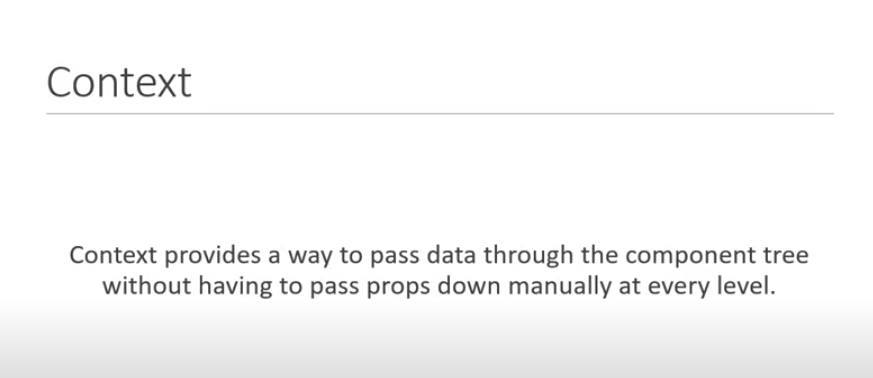 Context
Context provides a way to pass data through the component tree
without having to pass props down manually at every level.